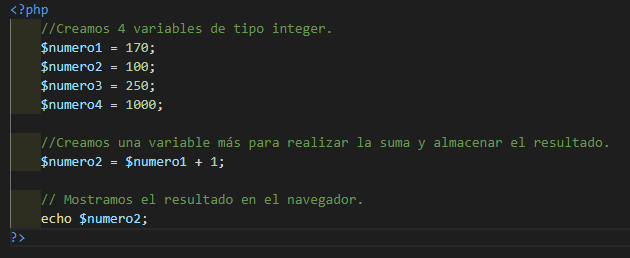 <?php
//Creamos 4 variables de tipo integer.
$numero1 = 170;
$numero2 = 100;
$numero3 = 250;
$numero4 = 1000;
//Creamos una variable más para realizar la suma y almacenar el resultado.
$numero2 = $numero1 + 1;
// Mostramos el resultado en el navegador.
echo $numero2;
?>